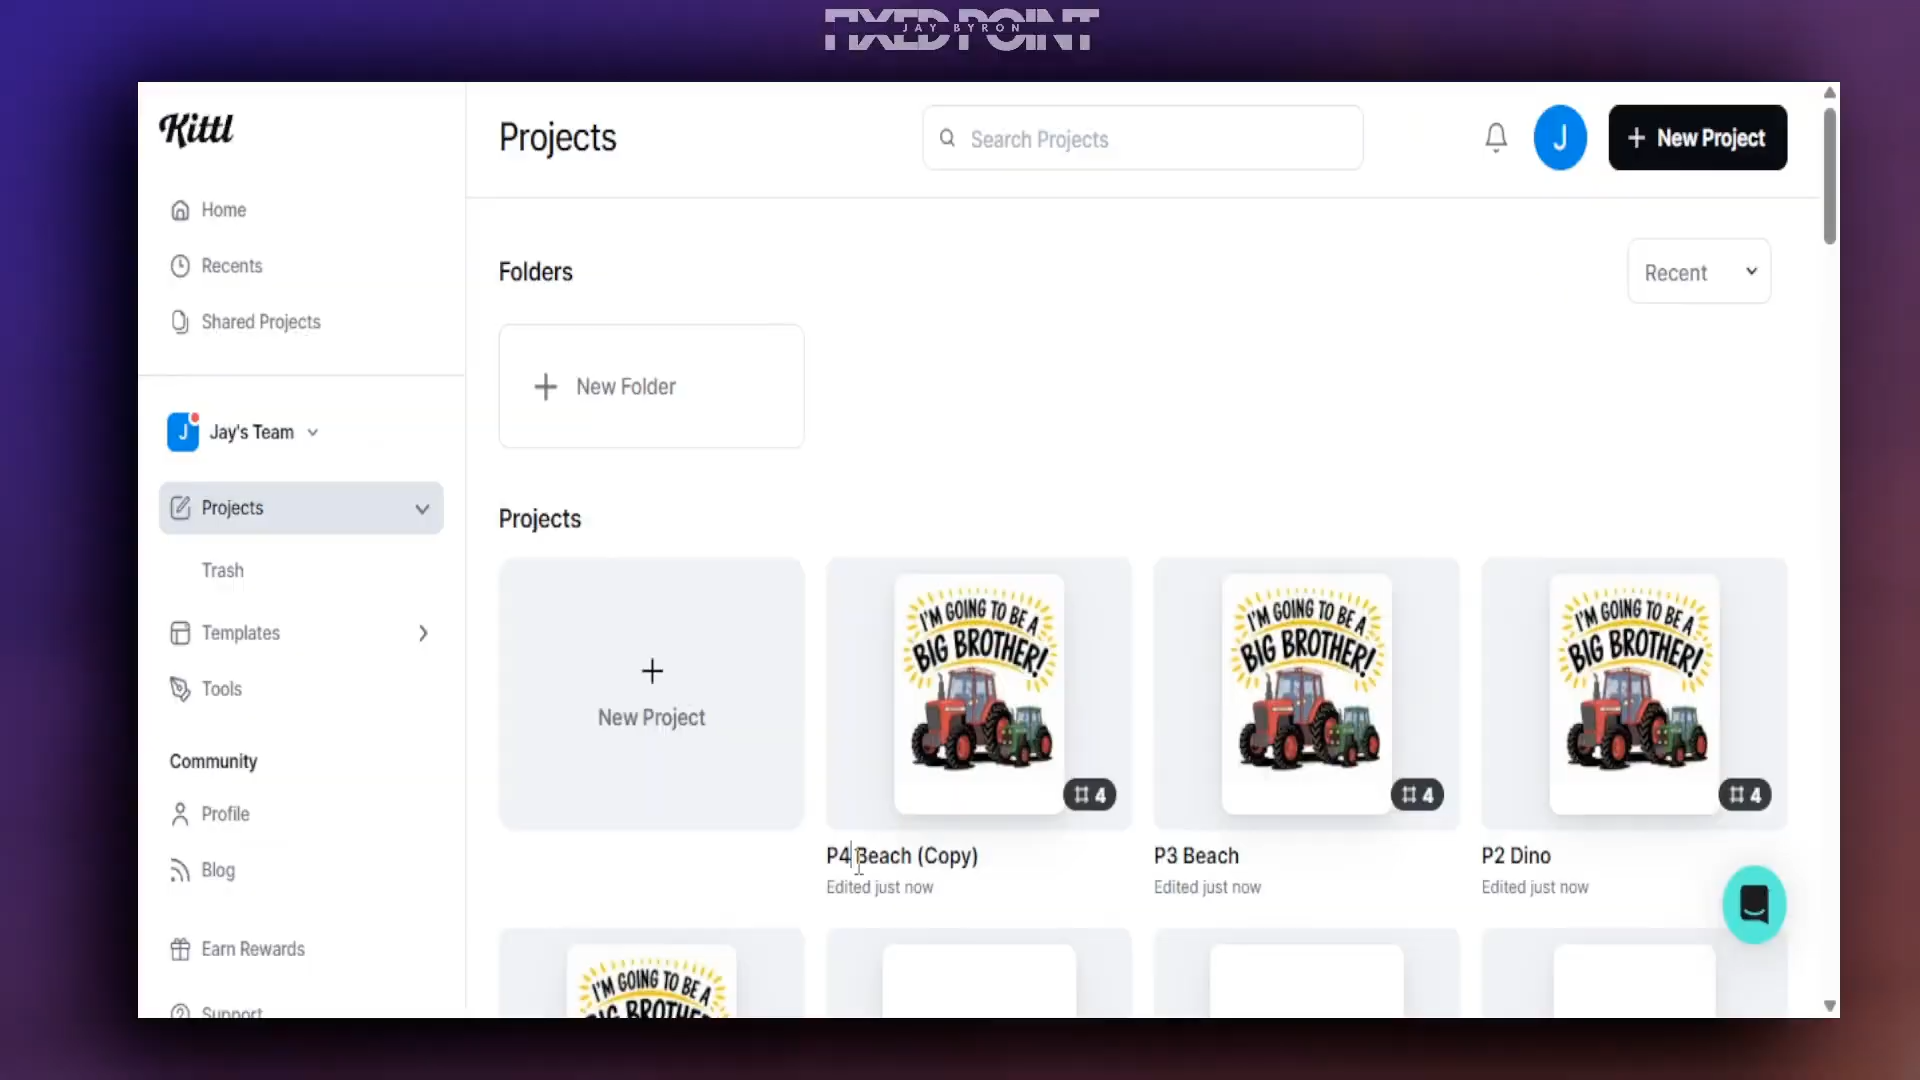 FIXED POINT
JAY BYRON
Kittl
Projects
Search Projects
J
+ New Project
Home
Recents
Shared Projects
Folders
Recent
+ New Folder
J
Jay's Team
Projects
Projects
Trash
Templates
Tools
+
New Project
I'M GOING TO BE A
BIG BROTHER!
4
I'M GOING TO BE A
BIG BROTHER!
4
I'M GOING TO BE A
BIG BROTHER!
4
Community
Profile
P4 Beach (Copy)
P3 Beach
P2 Dino
Blog
Edited just now
Edited just now
Edited just now
Earn Rewards
I'M GOING TO BE A
BIG BROTHER!
Support